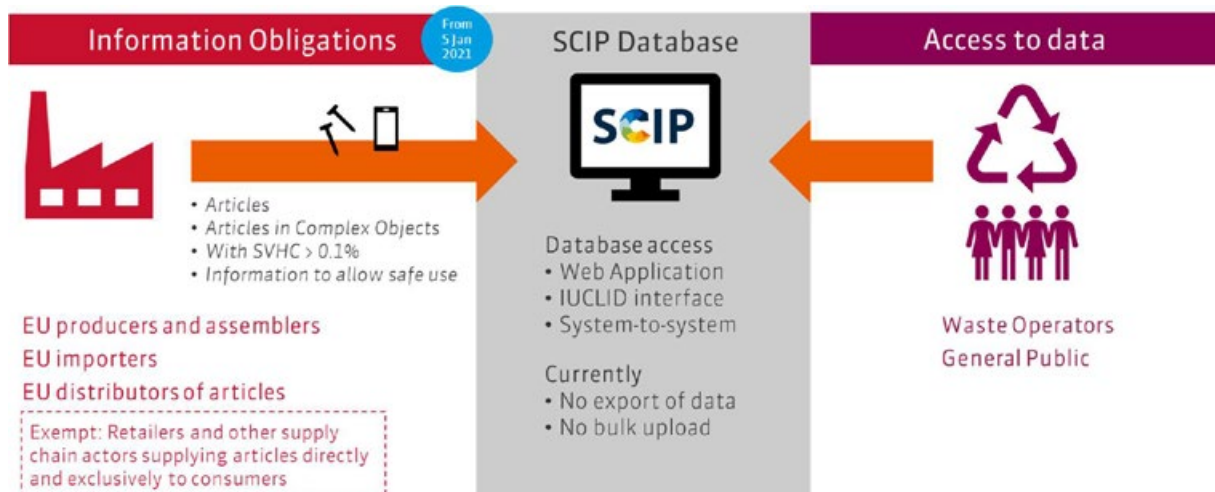 Information Obligations
From
5 Jan
2021
SCIP Database
Access to data
SCIP
• Articles
• Articles in Complex Objects
• With SVHC > 0.1%
• Information to allow safe use
EU producers and assemblers
EU importers
EU distributors of articles
Exempt: Retailers and other supply
chain actors supplying articles directly
and exclusively to consumers
Database access
• Web Application
• IUCLID interface
• System-to-system
Currently
• No export of data
• No bulk upload
Waste Operators
General Public